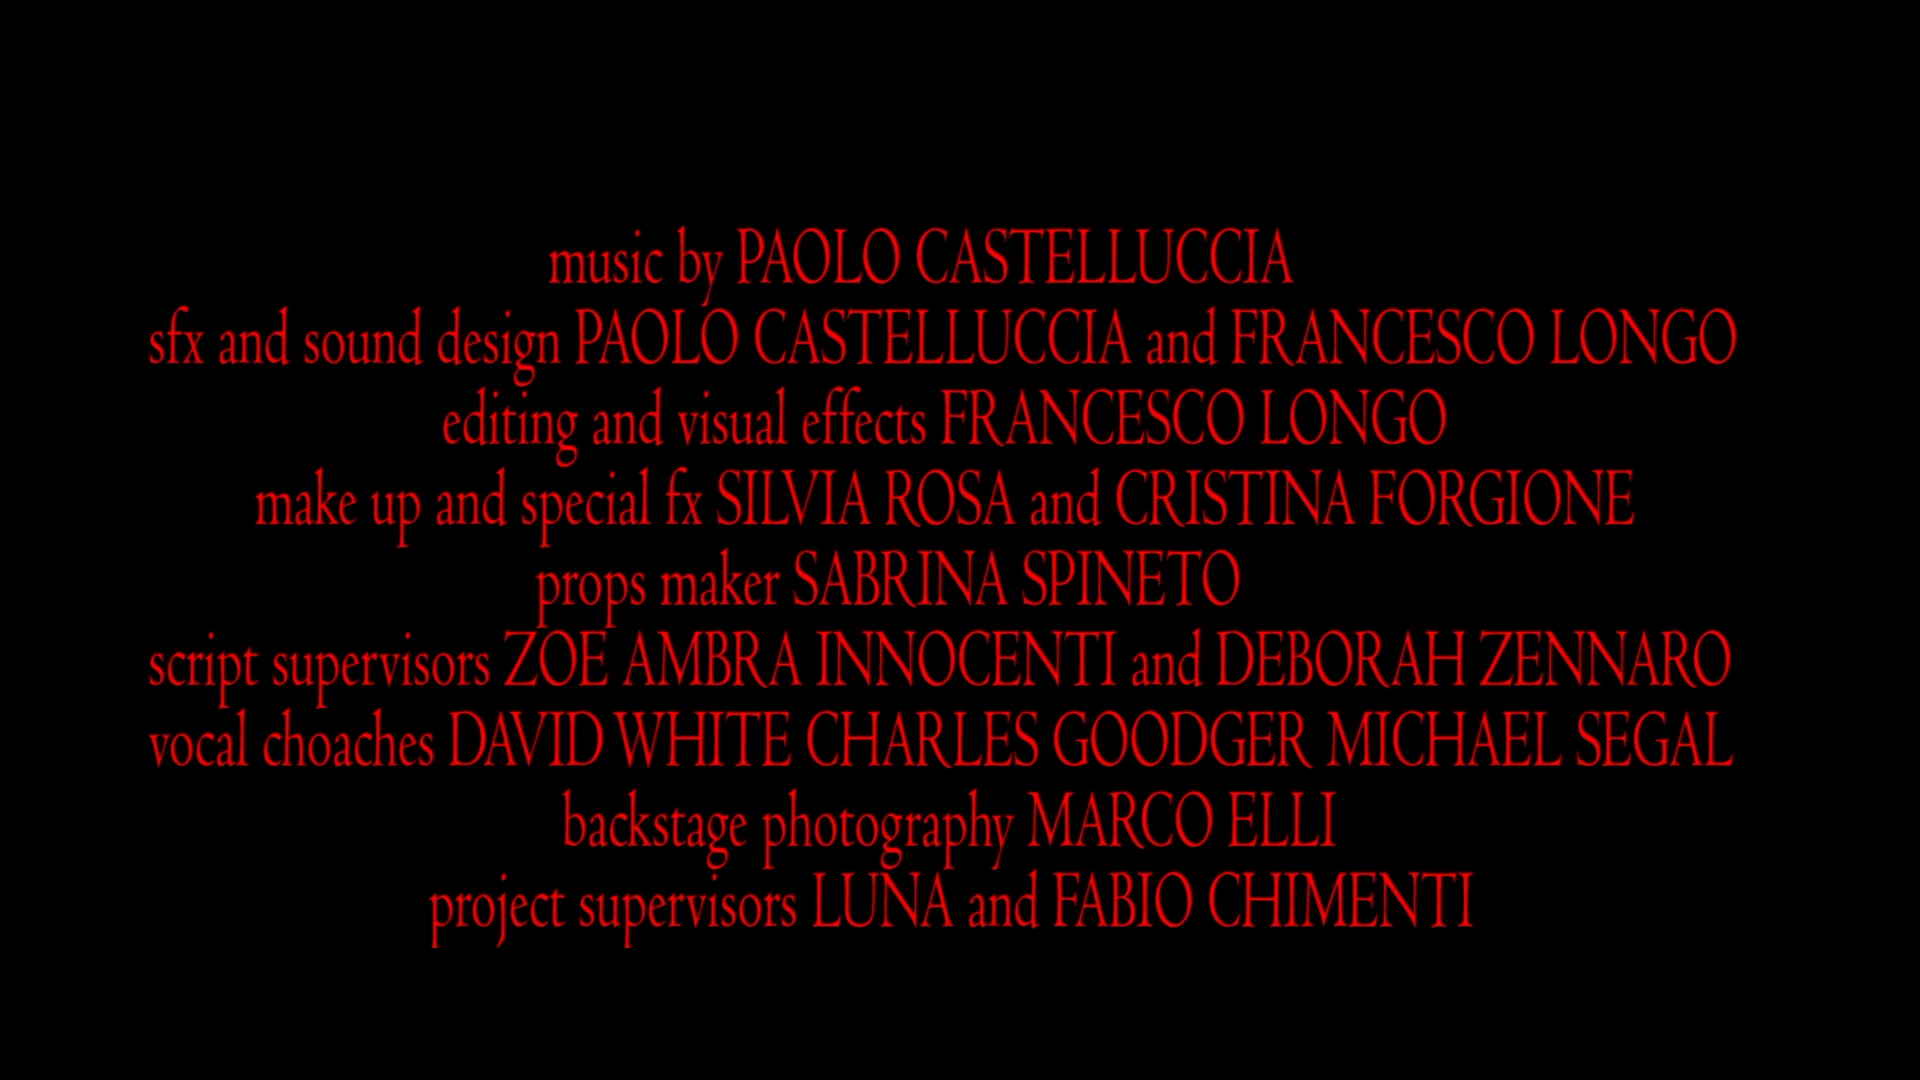 music by PAOLO CASTELLUCCIA
sfx and sound design PAOLO CASTELLUCCIA and FRANCESCO LONGO
editing and visual effects FRANCESCO LONGO
make up and special fx SILVIA ROSA and CRISTINA FORGIONE
props maker SABRINA SPINETO
script supervisors ZOE AMBRA INNOCENTI and DEBORAH ZENNARO
vocal choaches DAVID WHITE CHARLES GOODGER MICHAEL SEGAL
backstage photography MARCO ELLI
project supervisors LUNA and FABIO CHIMENTI